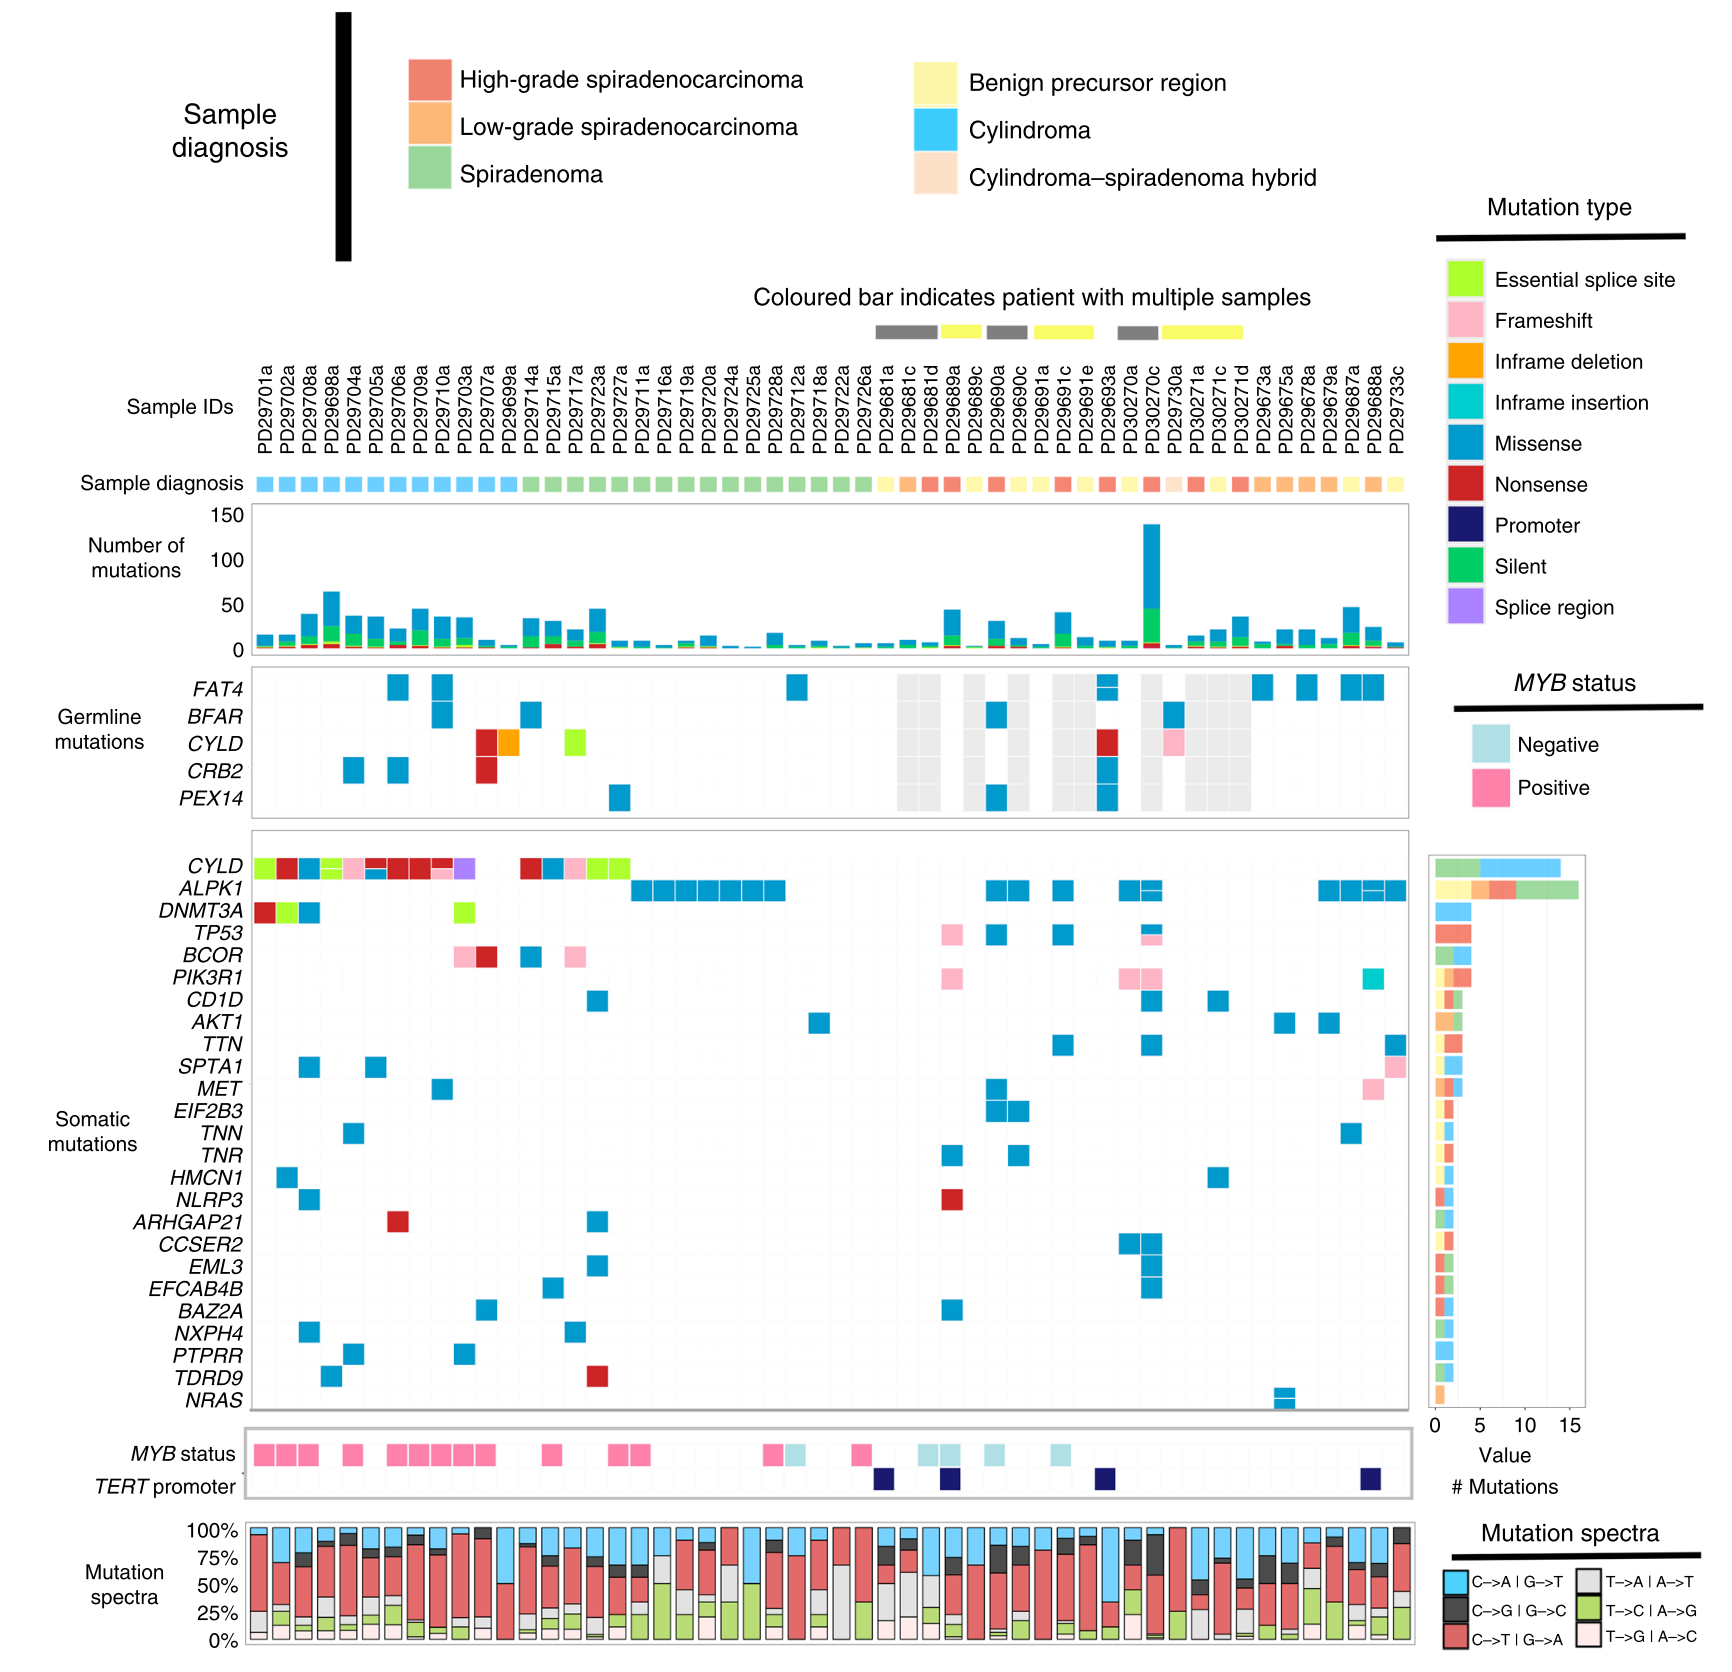 Sample
diagnosis
High-grade spiradenocarcinoma
Low-grade spiradenocarcinoma
Spiradenoma
Benign precursor region
Cylindroma
Cylindroma–spiradenoma hybrid
Mutation type
Essential splice site
Frameshift
Inframe deletion
Inframe insertion
Missense
Nonsense
Promoter
Silent
Splice region
MYB status
Negative
Positive
Coloured bar indicates patient with multiple samples
Sample IDs
PD29701a
PD29702a
PD29708a
PD29698a
PD29704a
PD29705a
PD29706a
PD29709a
PD29710a
PD29703a
PD29707a
PD29699a
PD29714a
PD29715a
PD29717a
PD29723a
PD29727a
PD29711a
PD29716a
PD29719a
PD29720a
PD29724a
PD29725a
PD29728a
PD29712a
PD29718a
PD29722a
PD29726a
PD29681a
PD29681c
PD29681d
PD29689a
PD29689c
PD29690a
PD29690c
PD29691a
PD29691c
PD29691e
PD29693a
PD30270a
PD30270c
PD29730a
PD30271a
PD30271c
PD30271d
PD29673a
PD29675a
PD29678a
PD29679a
PD29687a
PD29688a
PD29733c
Sample diagnosis
Number of
mutations
150
100
50
0
Germline
mutations
FAT4
BFAR
CYLD
CRB2
PEX14
Somatic
mutations
CYLD
ALPK1
DNMT3A
TP53
BCOR
PIK3R1
CD1D
AKT1
TTN
SPTA1
MET
EIF2B3
TNN
TNR
HMCN1
NLRP3
ARHGAP21
CCSER2
EML3
EFCAB4B
BAZ2A
NXPH4
PTPRR
TDRD9
NRAS
0 5 10 15
Value
# Mutations
MYB status
TERT promoter
Mutation
spectra
100%
75%
50%
25%
0%
Mutation spectra
C–>A | G–>T
C–>G | G–>C
C–>T | G–>A
T–>A | A–>T
T–>C | A–>G
T–>G | A–>C